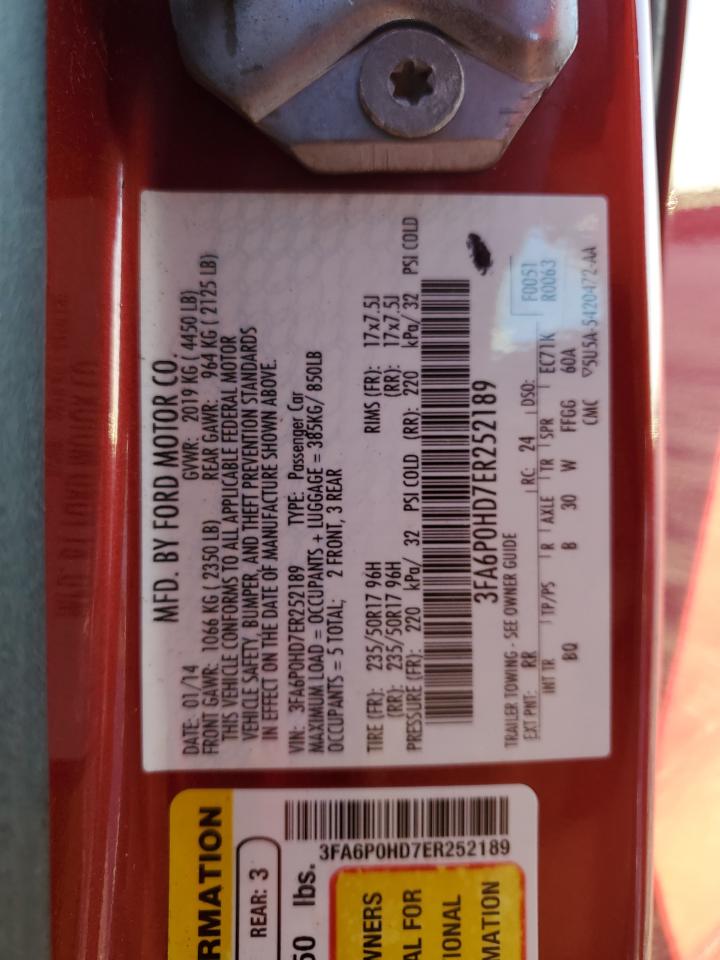 MFD. BY FORD MOTOR CO.
DATE: 01/14 GVWR: 2019 KG ( 4450 LB)
FRONT GAWR: 1066 KG ( 2350 LB) REAR GAWR: 964 KG ( 2125 LB)
THIS VEHICLE CONFORMS TO ALL APPLICABLE FEDERAL MOTOR
VEHICLE SAFETY, BUMPER, AND THEFT PREVENTION STANDARDS
IN EFFECT ON THE DATE OF MANUFACTURE SHOWN ABOVE.
VIN: 3FA6P0HD7ER252189 TYPE: Passenger Car
MAXIMUM LOAD = OCCUPANTS + LUGGAGE = 385KG/ 850LB
OCCUPANTS = 5 TOTAL; 2 FRONT, 3 REAR
TIRE (FR): 235/50R17 96H RIMS (FR): 17x7.5J
(RR): 235/50R17 96H (RR): 17x7.5J
PRESSURE (FR): 220 kPa/ 32 PSI COLD (RR): 220 kPa/ 32 PSI COLD
3FA6P0HD7ER252189
TRAILER TOWING - SEE OWNER GUIDE
EXT PNT: RR RC: 24 DSO: F0051
R0063
INT TR TP/PS R AXLE TR SPR EC71K
BQ B 30 W FFGG 60A
CMC ▽5U5A-5420472-AA
RMATION
REAR: 3
50 lbs.
3FA6P0HD7ER252189
WNERS
AL FOR
IONAL
MATION